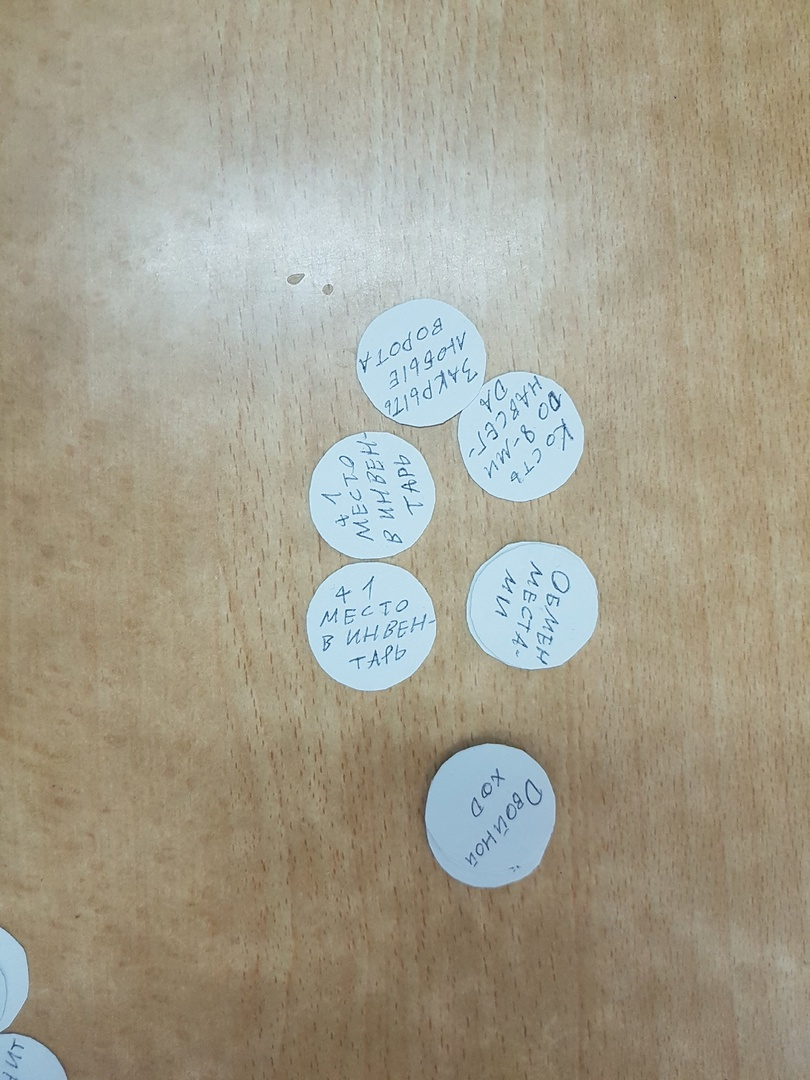 ЗАКРЫТЬ
ЛЮБЫЕ
ВОРОТА
КОСТЬ
ДО 8-МИ
НАВСЕГ-
ДА
+ 1
МЕСТО
В ИНВЕН-
ТАРЬ
+ 1
МЕСТО
В ИНВЕН-
ТАРЬ
ОБМЕН
МЕСТА-
МИ
ДВОЙНОЙ
ХОД